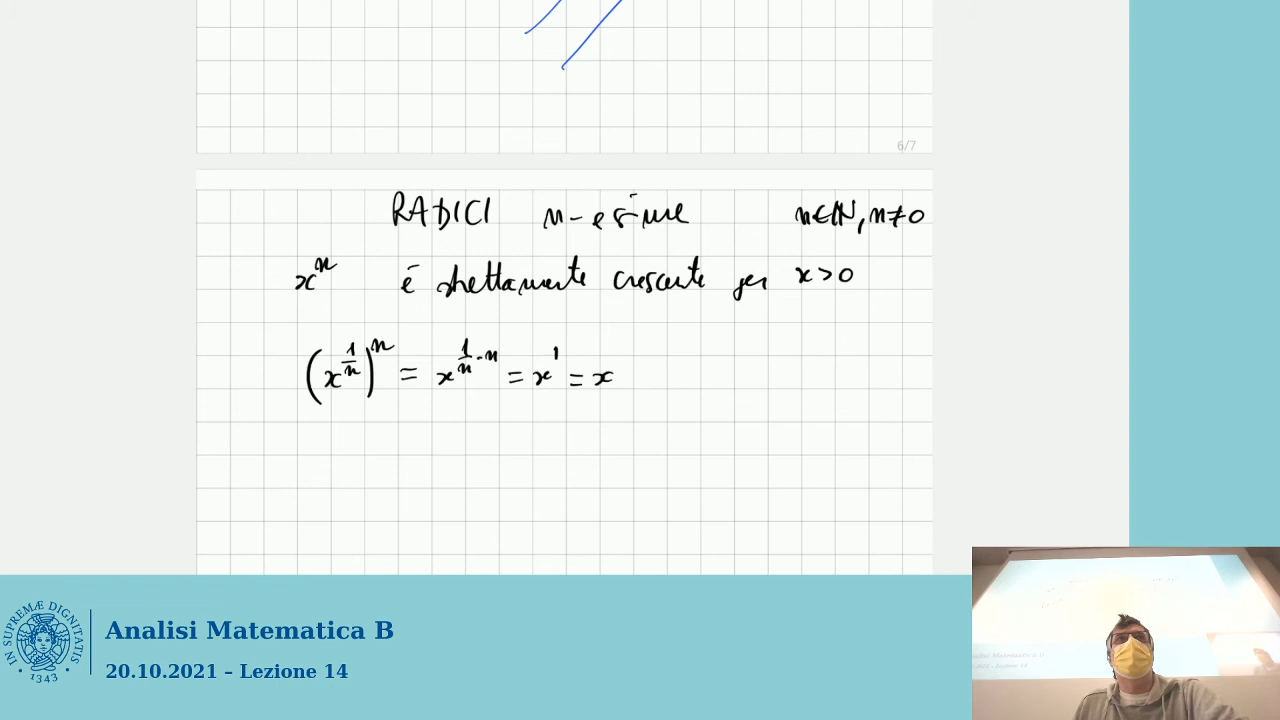 6/7
RADICI n-esime n∈ℕ, n≠0
xⁿ è strettamente crescente per x>0
(x^{1/n})^n = x^{1/n · n} = x^1 = x
IN SUPREMÆ DIGNITATIS
· 1343 ·
Analisi Matematica B
20.10.2021 – Lezione 14